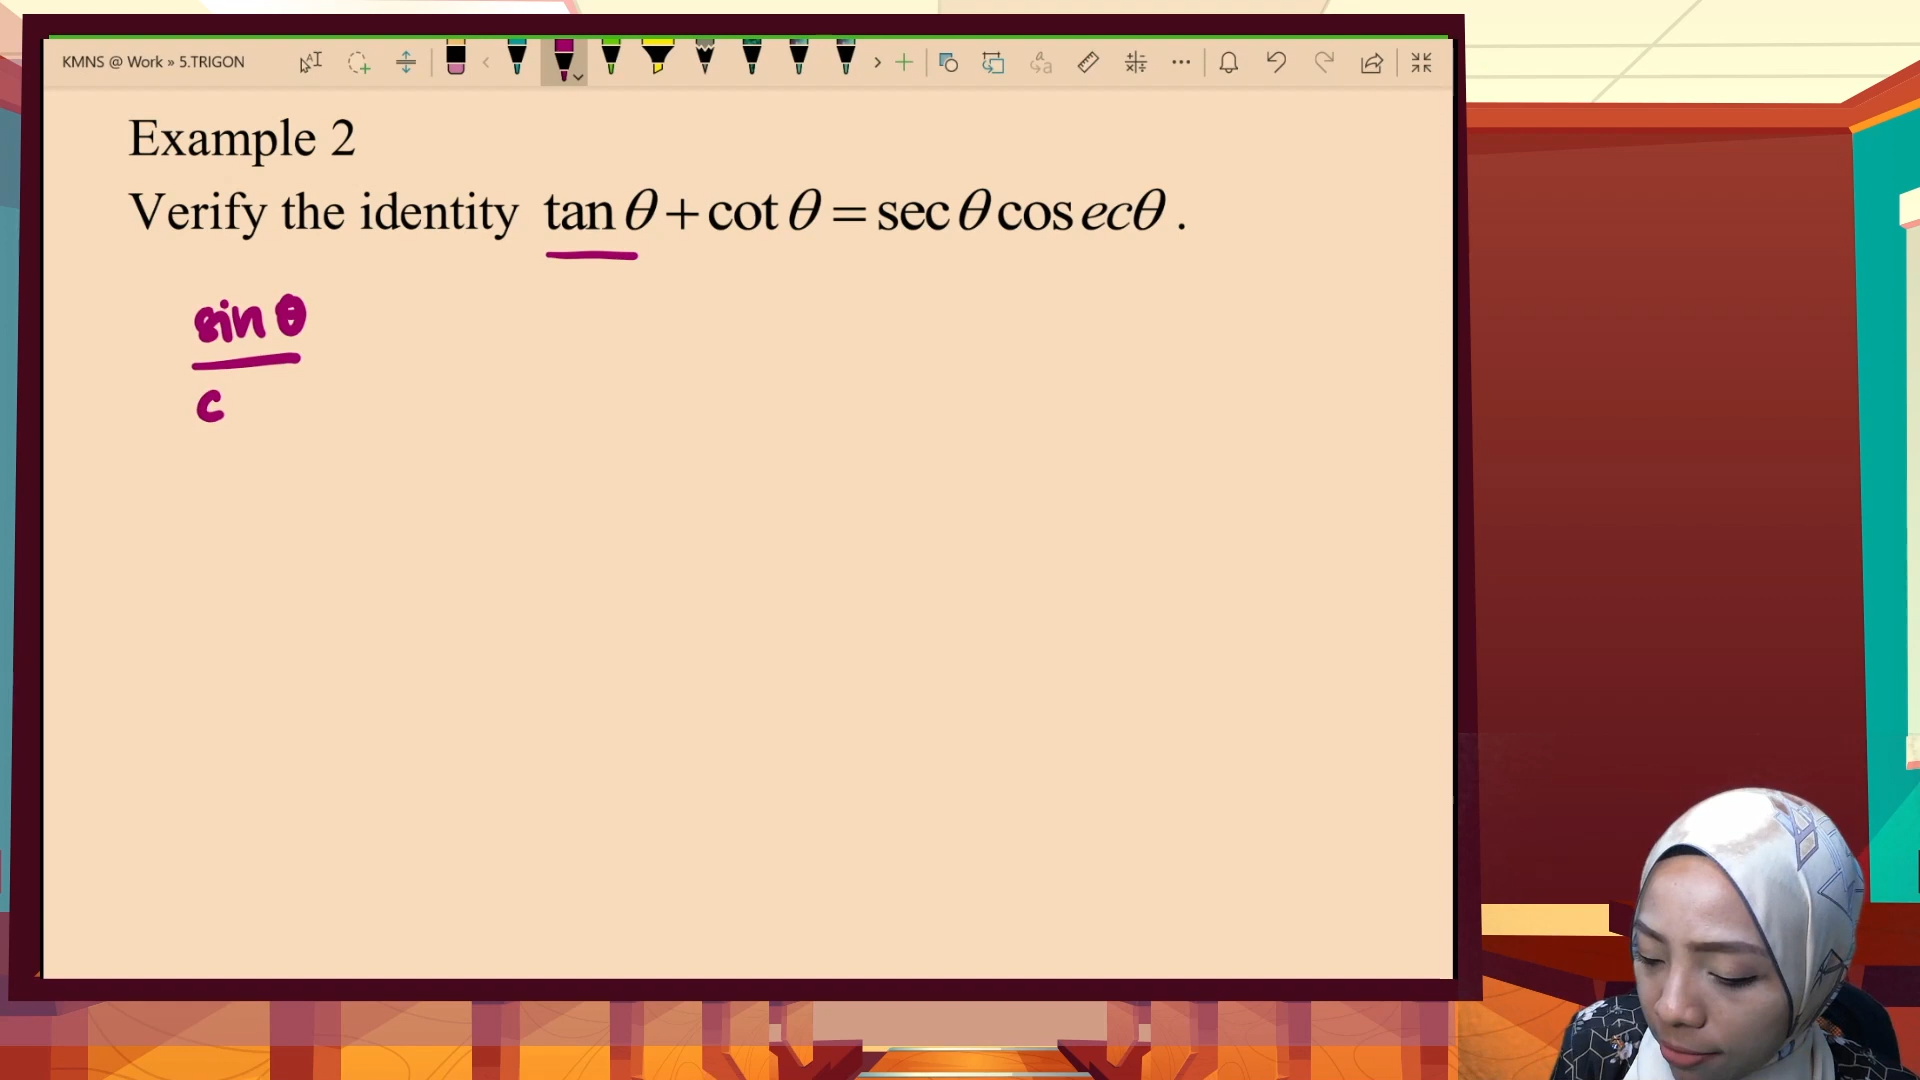 KMNS @ Work » 5.TRIGON
Example 2
Verify the identity tan θ + cot θ = sec θ cos ecθ .
sin θ
c